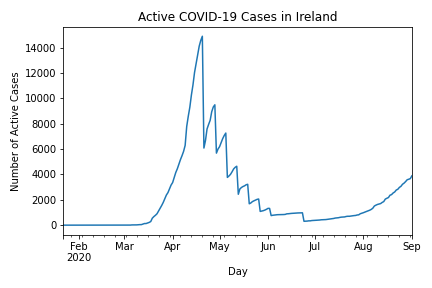 Active COVID-19 Cases in Ireland
Number of Active Cases
14000
12000
10000
8000
6000
4000
2000
0
Feb Mar Apr May Jun Jul Aug Sep
2020
Day